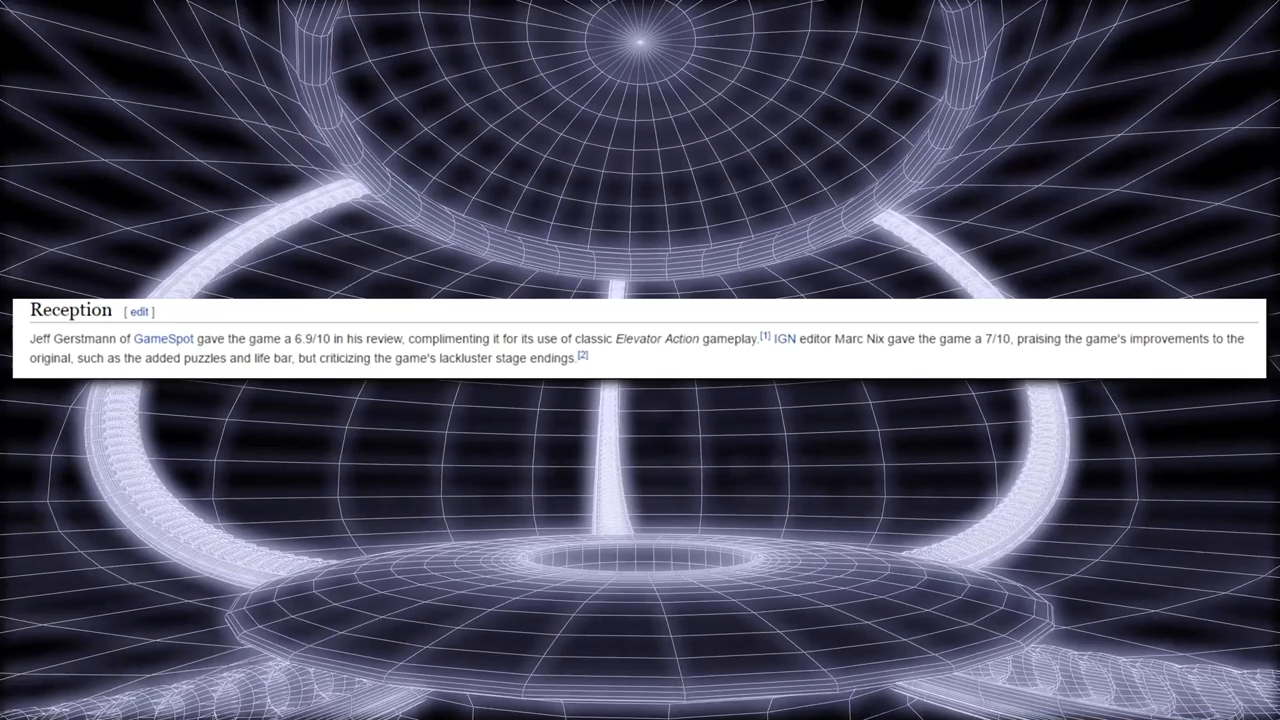 Reception [ edit ]
Jeff Gerstmann of GameSpot gave the game a 6.9/10 in his review, complimenting it for its use of classic Elevator Action gameplay.[1] IGN editor Marc Nix gave the game a 7/10, praising the game's improvements to the
original, such as the added puzzles and life bar, but criticizing the game's lackluster stage endings.[2]